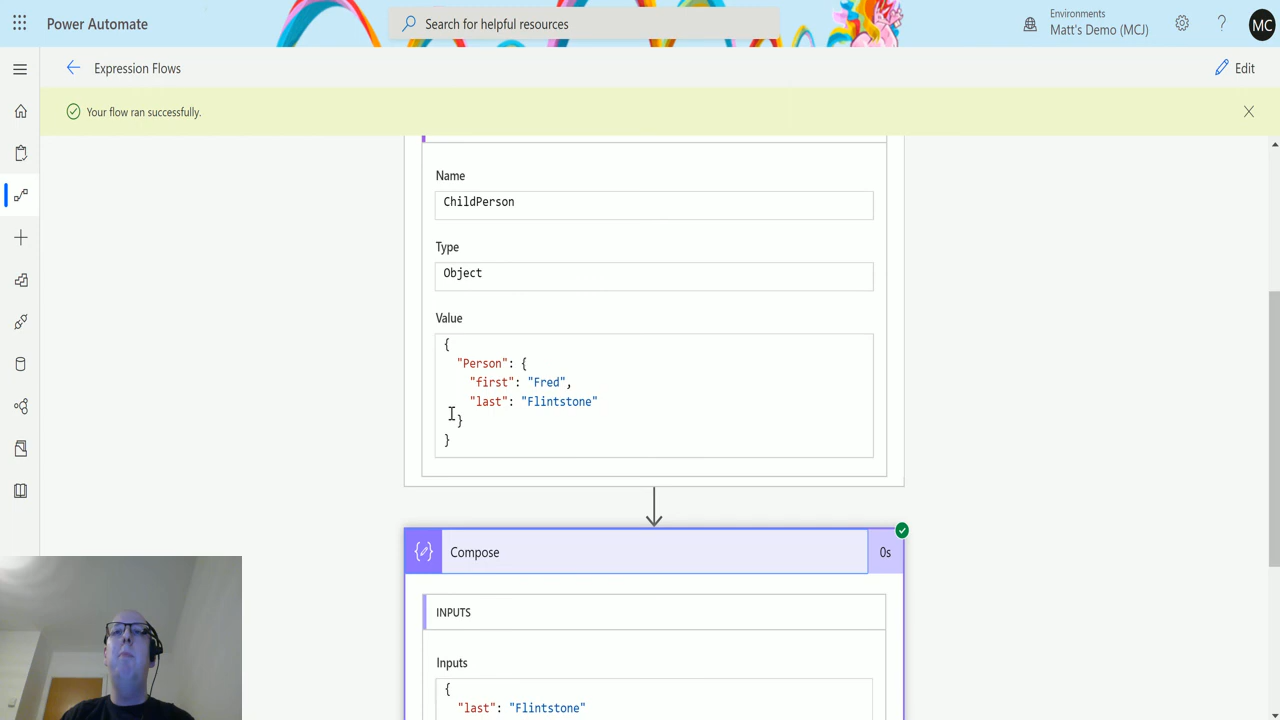 Power Automate
Search for helpful resources
Environments
Matt's Demo (MCJ)
MC
Expression Flows
Edit
Your flow ran successfully.
Name
ChildPerson
Type
Object
Value
{
"Person": {
"first": "Fred",
"last": "Flintstone"
}
}
Compose
0s
INPUTS
Inputs
{
"last": "Flintstone"